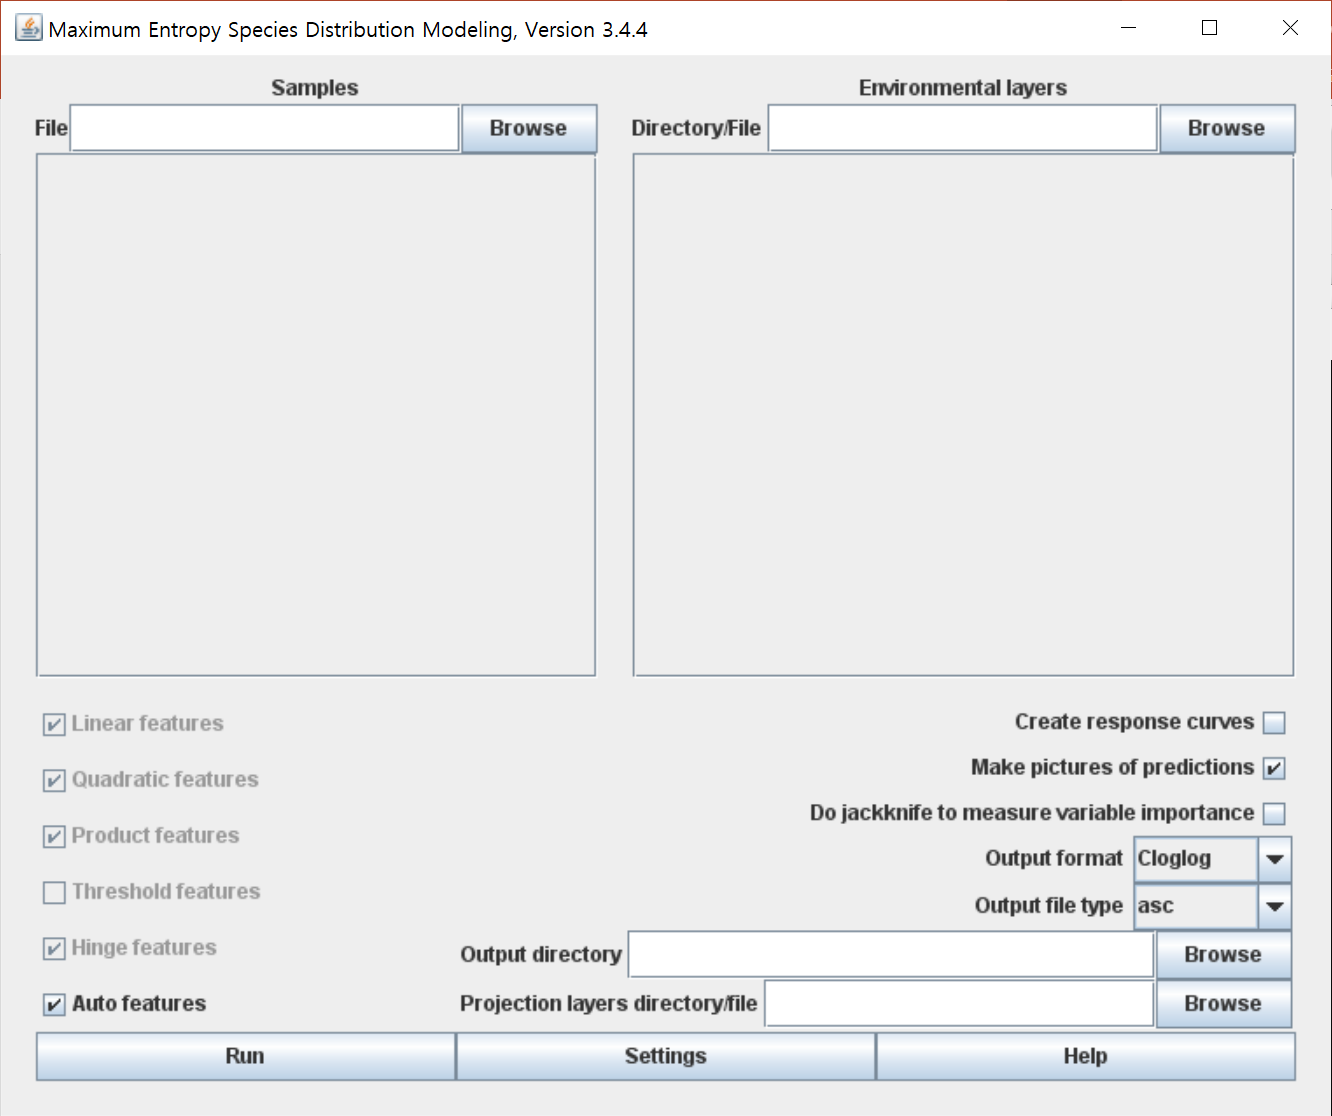 Maximum Entropy Species Distribution Modeling, Version 3.4.4
Samples
File
Browse
Environmental layers
Directory/File
Browse
Linear features
Quadratic features
Product features
Threshold features
Hinge features
Auto features
Create response curves
Make pictures of predictions
Do jackknife to measure variable importance
Output format Cloglog
Output file type asc
Output directory
Browse
Projection layers directory/file
Browse
Run
Settings
Help